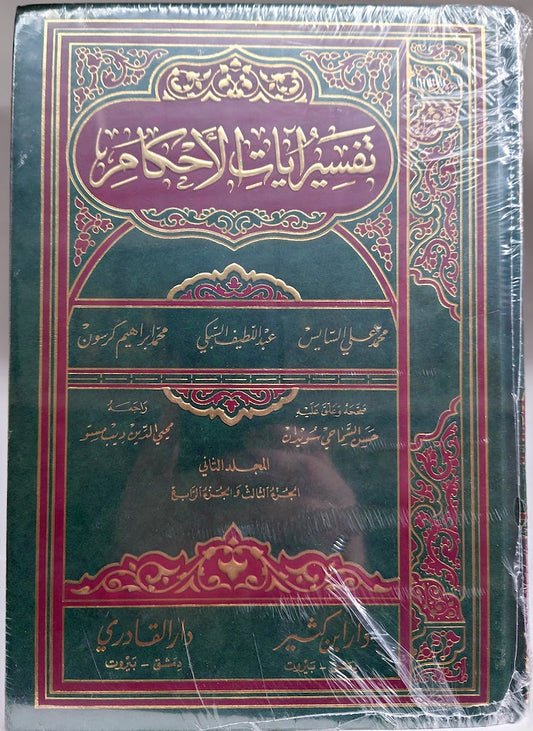 تفسير آيات الأحكام
محمد علي السايس عبد اللطيف السبكي محمد إبراهيم كرسون
صححه وعلق عليه راجعه
حسن السماحي سويدان محيي الدين ديب مستو
المجلد الثاني
الجزء الثالث والجزء الرابع
دار ابن كثير دار القادري
دمشق - بيروت دمشق - بيروت